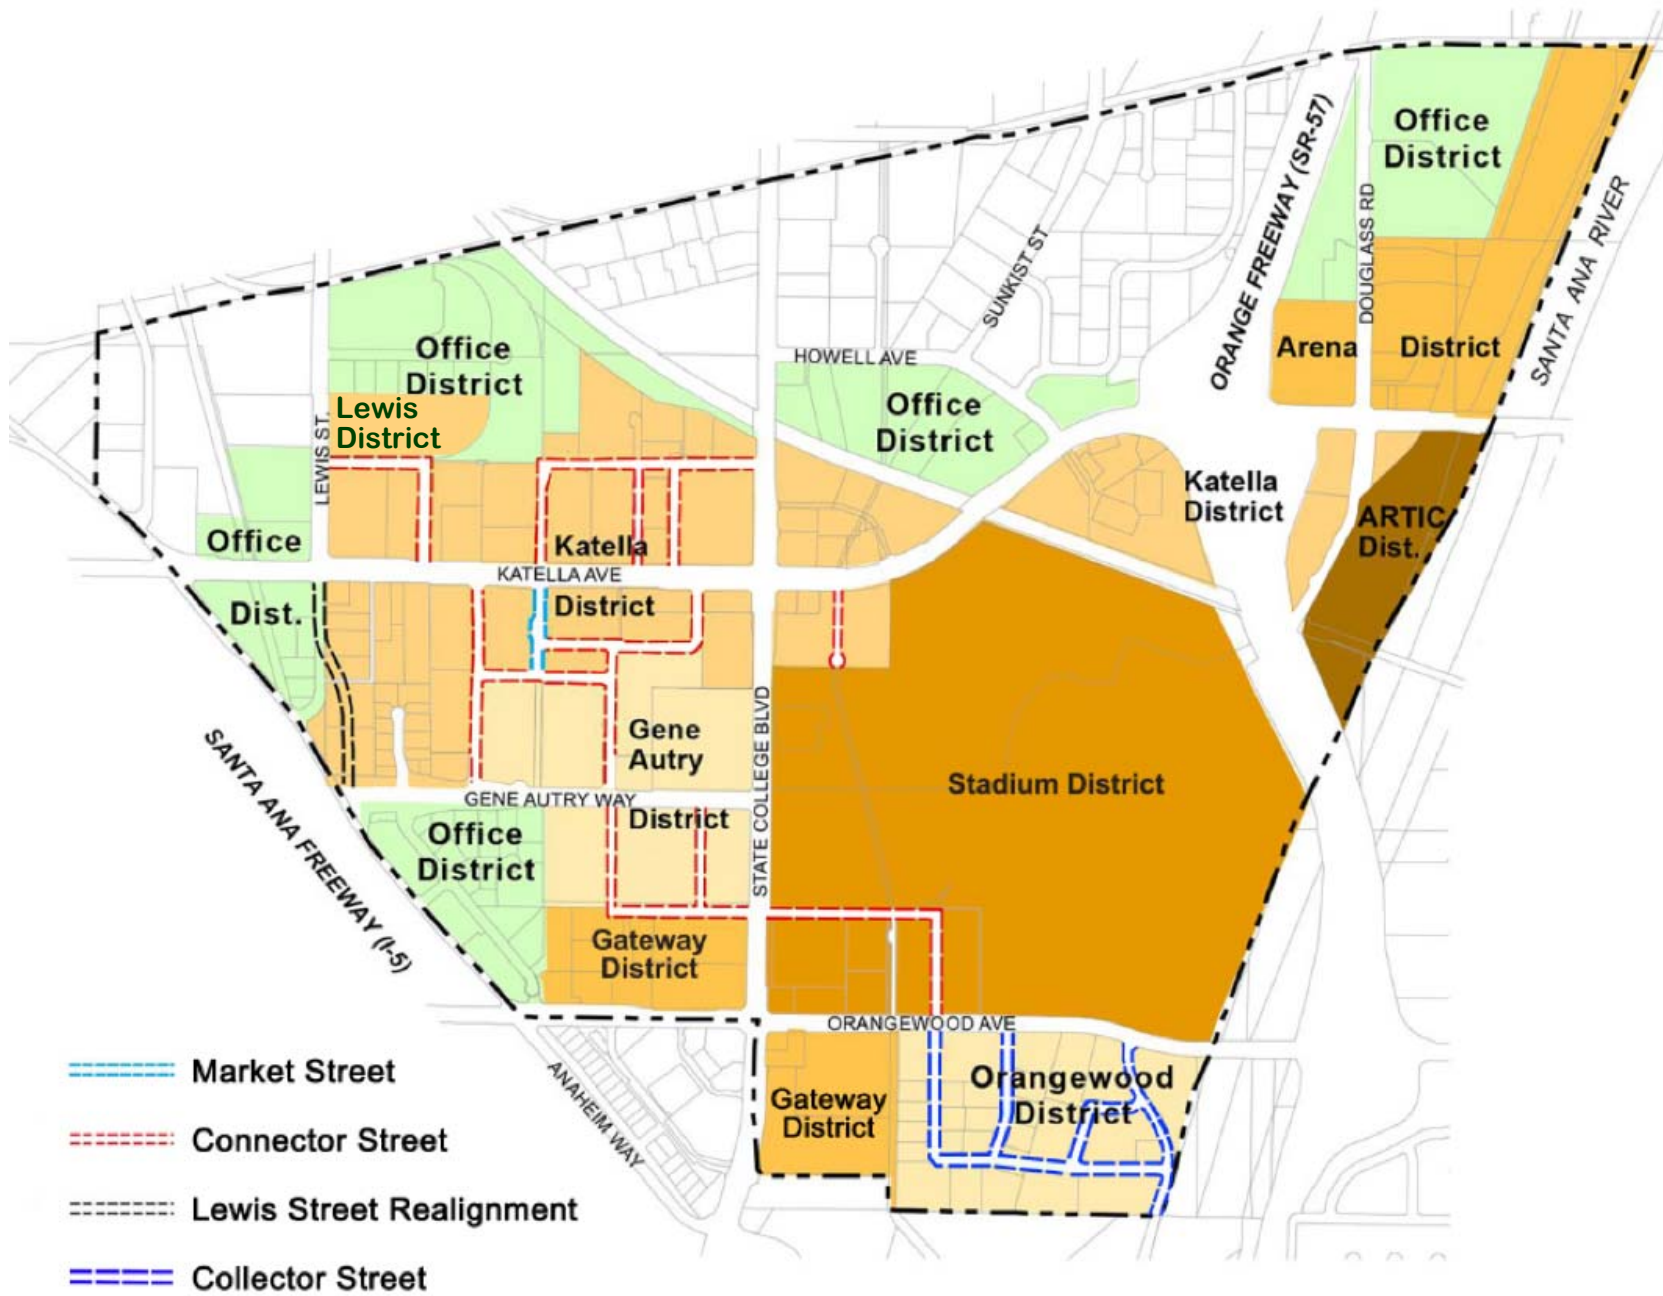 Office
District
ORANGE FREEWAY (SR-57)
DOUGLASS RD
SANTA ANA RIVER
SUNKIST ST
HOWELL AVE
Arena District
Office
District
Lewis
District
LEWIS ST.
Office
District
Katella
District
ARTIC
Dist.
Office
Dist.
Katella
KATELLA AVE
District
Gene
Autry
GENE AUTRY WAY
District
STATE COLLEGE BLVD
Stadium District
SANTA ANA FREEWAY (I-5)
Office
District
Gateway
District
ORANGEWOOD AVE
ANAHEIM WAY
Gateway
District
Orangewood
District
Market Street
Connector Street
Lewis Street Realignment
Collector Street